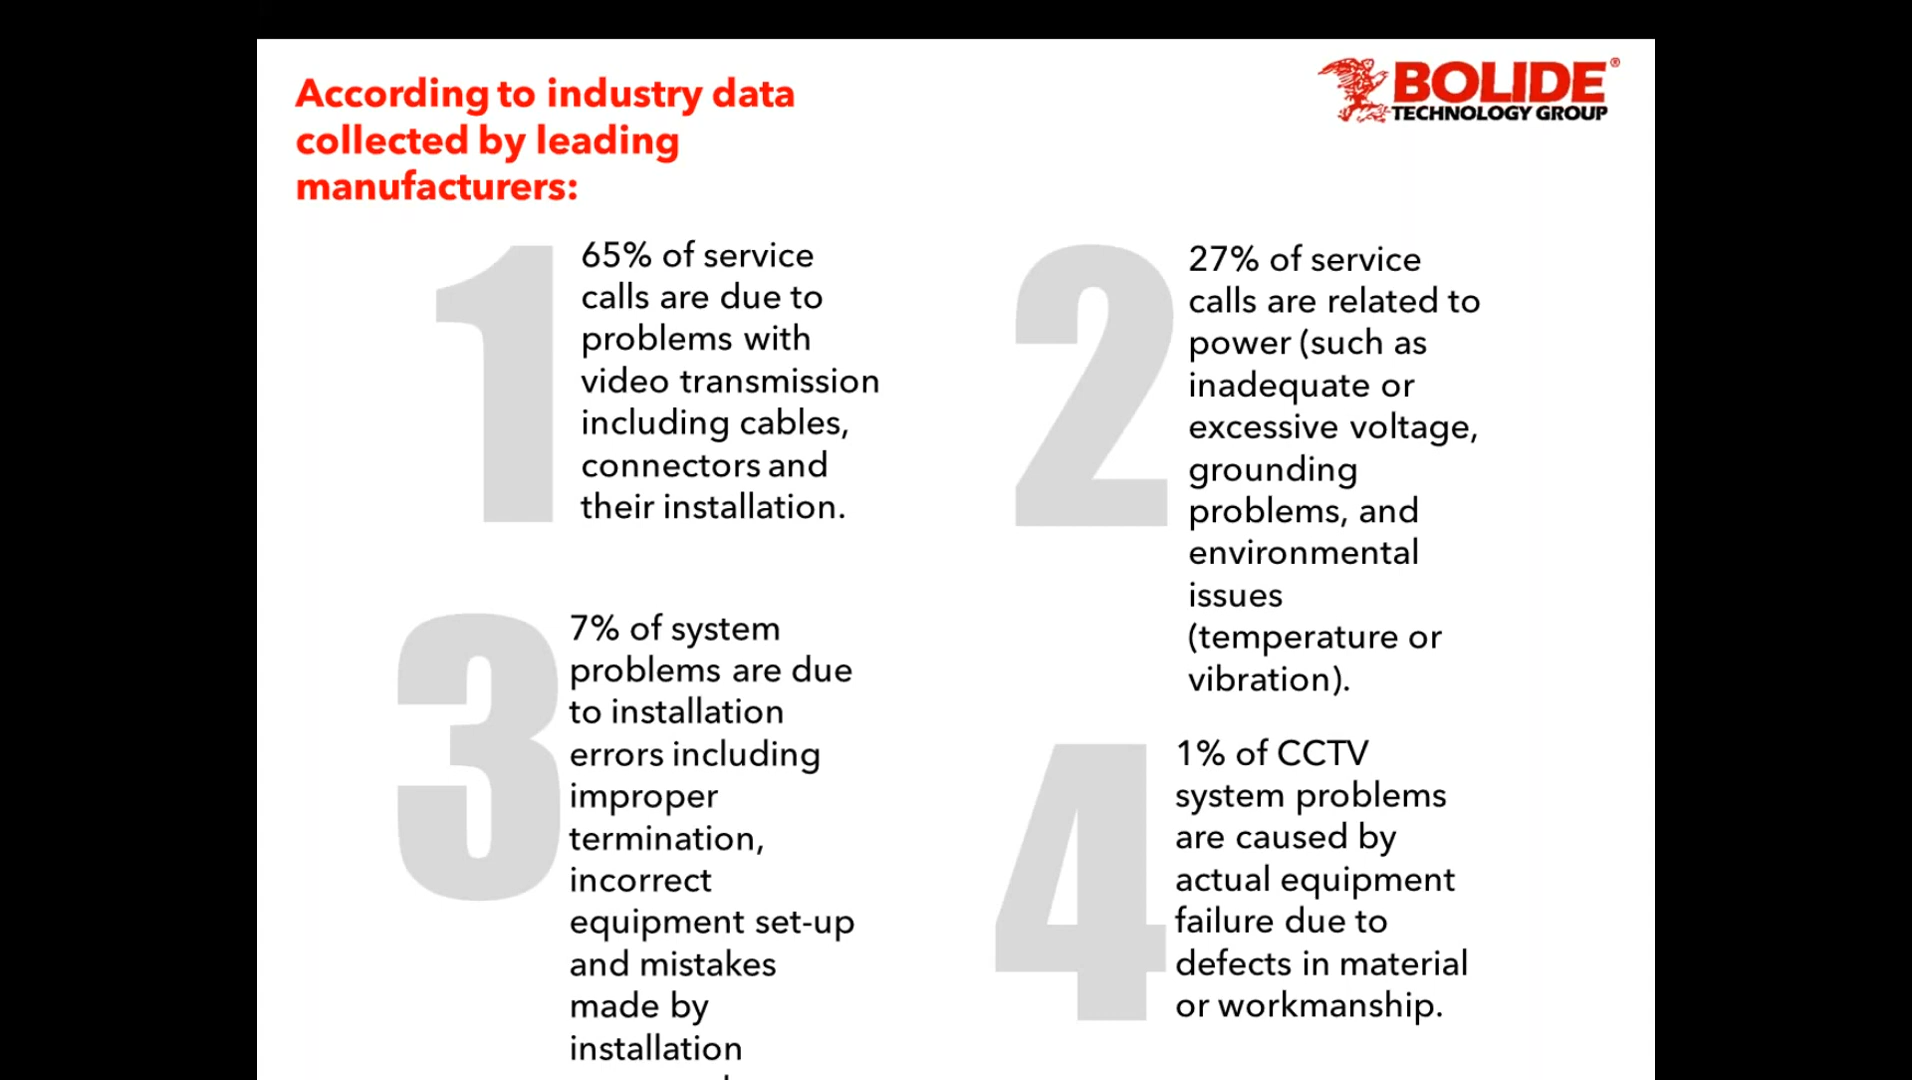 According to industry data
collected by leading
manufacturers:
BOLIDE®
TECHNOLOGY GROUP
1
65% of service
calls are due to
problems with
video transmission
including cables,
connectors and
their installation.
2
27% of service
calls are related to
power (such as
inadequate or
excessive voltage,
grounding
problems, and
environmental
issues
(temperature or
vibration).
3
7% of system
problems are due
to installation
errors including
improper
termination,
incorrect
equipment set-up
and mistakes
made by
installation
4
1% of CCTV
system problems
are caused by
actual equipment
failure due to
defects in material
or workmanship.